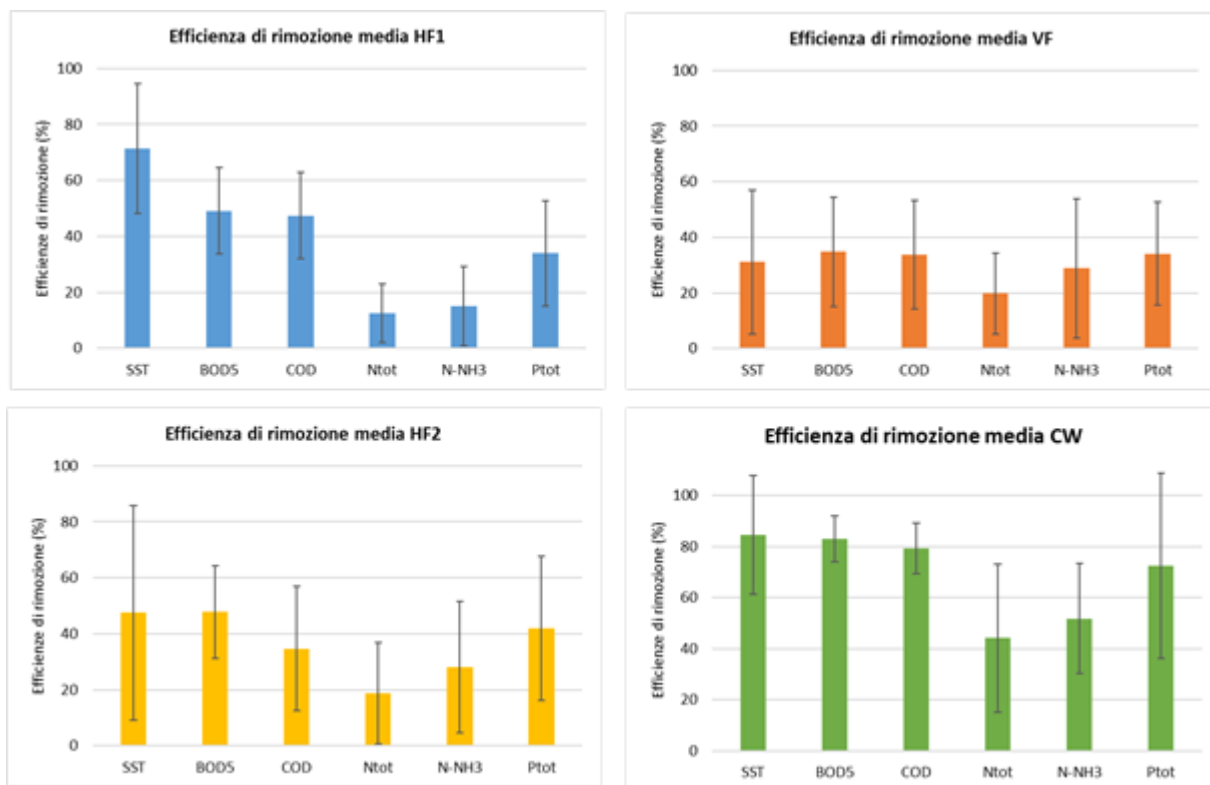 Efficienza di rimozione media HF1
Efficienze di rimozione (%)
100
80
60
40
20
0
SST BOD5 COD Ntot N-NH3 Ptot
Efficienza di rimozione media VF
Efficienze di rimozione (%)
100
80
60
40
20
0
SST BOD5 COD Ntot N-NH3 Ptot
Efficienza di rimozione media HF2
Efficienze di rimozione (%)
100
80
60
40
20
0
SST BOD5 COD Ntot N-NH3 Ptot
Efficienza di rimozione media CW
Efficienze di rimozione (%)
100
80
60
40
20
0
SST BOD5 COD Ntot N-NH3 Ptot